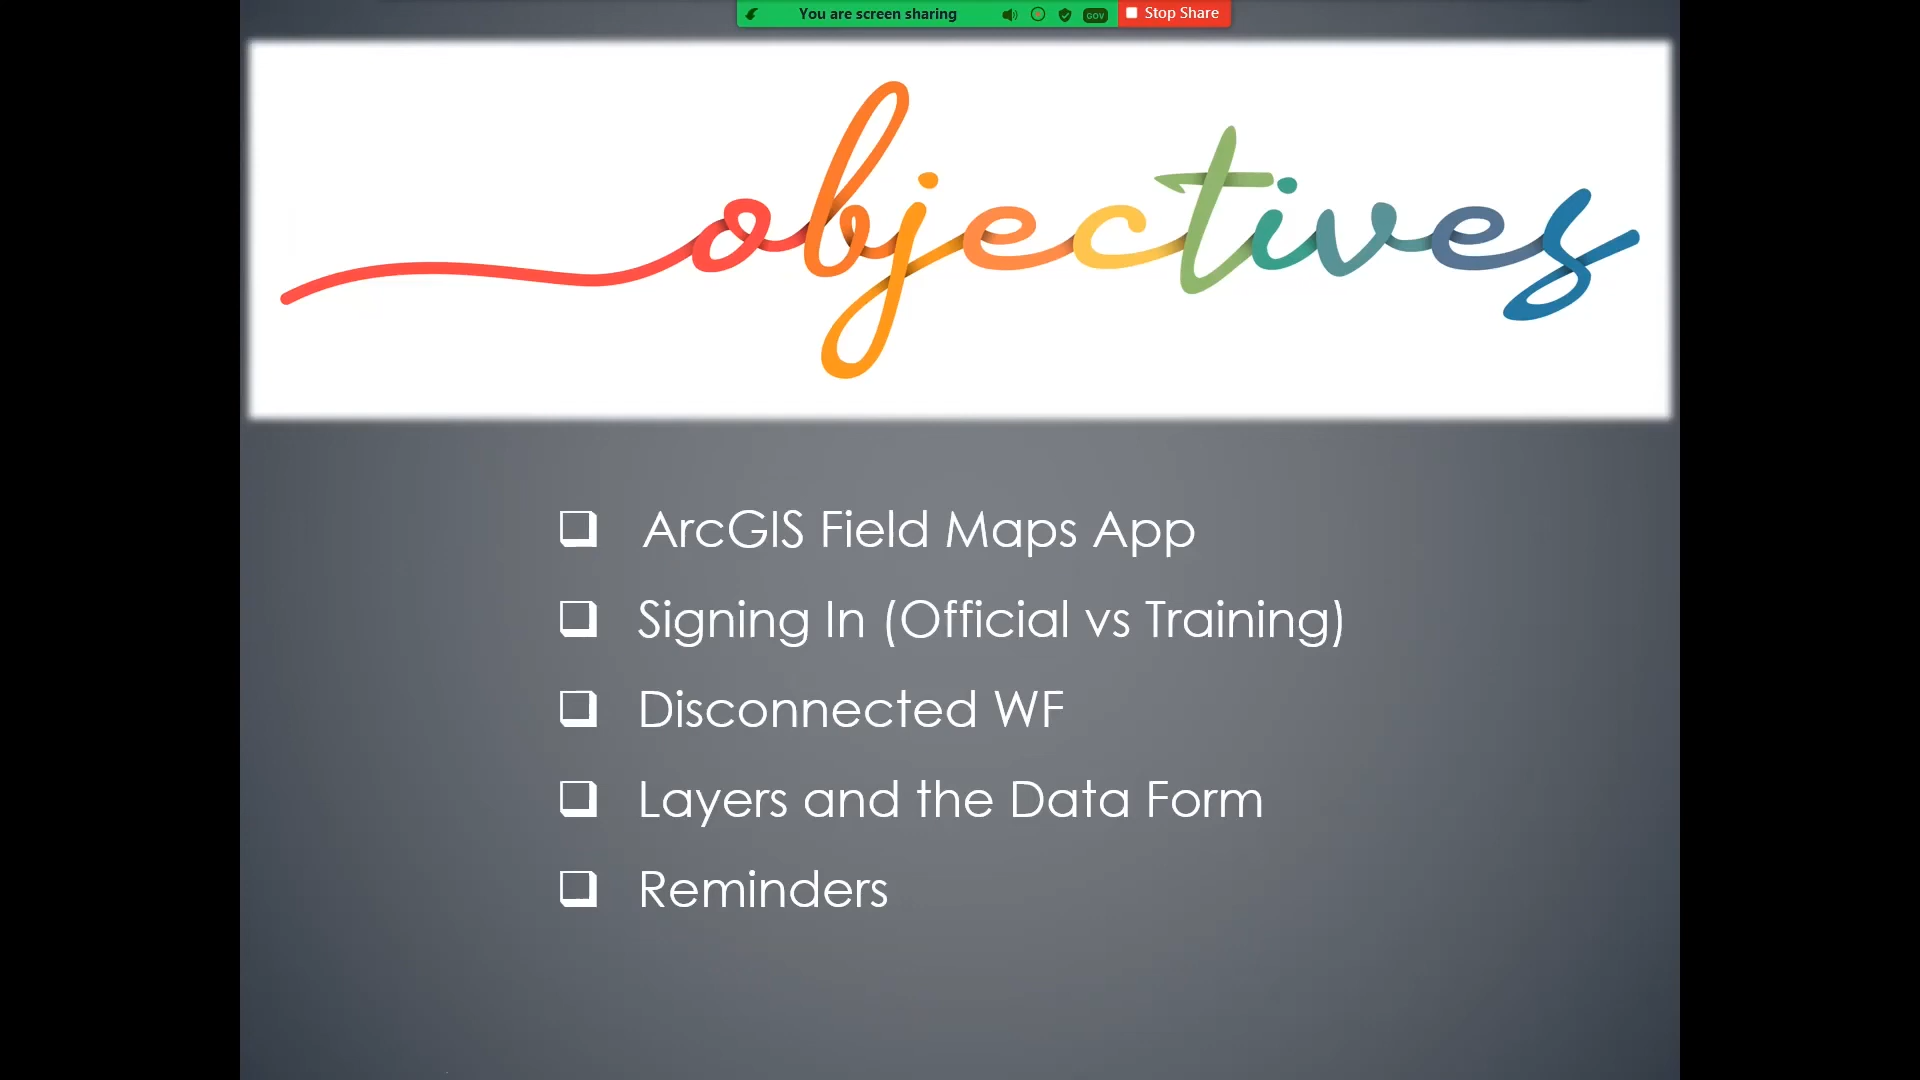 You are screen sharing
GOV
Stop Share
objectives
ArcGIS Field Maps App
Signing In (Official vs Training)
Disconnected WF
Layers and the Data Form
Reminders